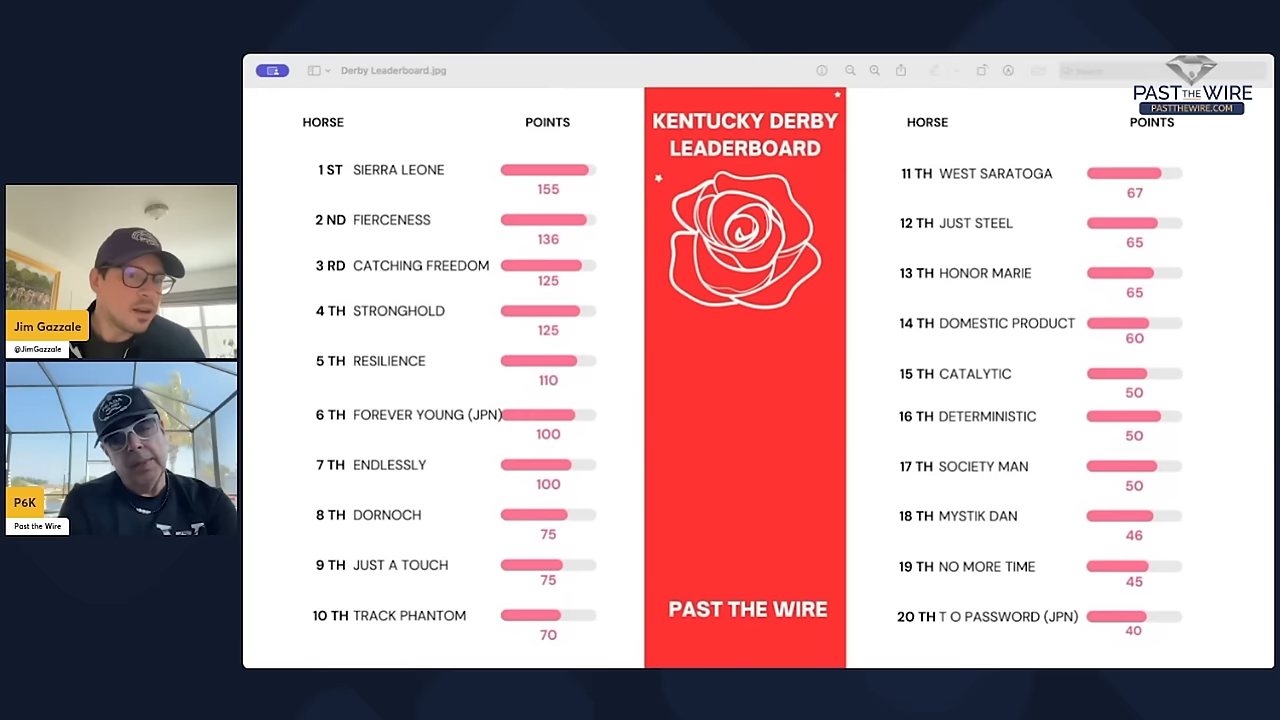 Derby Leaderboard.jpg
PAST THE WIRE
PASTTHEWIRE.COM
HORSE POINTS
1 ST SIERRA LEONE
155
2 ND FIERCENESS
136
3 RD CATCHING FREEDOM
125
4 TH STRONGHOLD
125
5 TH RESILIENCE
110
6 TH FOREVER YOUNG (JPN)
100
7 TH ENDLESSLY
100
8 TH DORNOCH
75
9 TH JUST A TOUCH
75
10 TH TRACK PHANTOM
70
KENTUCKY DERBY
LEADERBOARD
PAST THE WIRE
HORSE POINTS
11 TH WEST SARATOGA
67
12 TH JUST STEEL
65
13 TH HONOR MARIE
65
14 TH DOMESTIC PRODUCT
60
15 TH CATALYTIC
50
16 TH DETERMINISTIC
50
17 TH SOCIETY MAN
50
18 TH MYSTIK DAN
46
19 TH NO MORE TIME
45
20 TH T O PASSWORD (JPN)
40
Jim Gazzale
@JimGazzale
P6K
Past the Wire